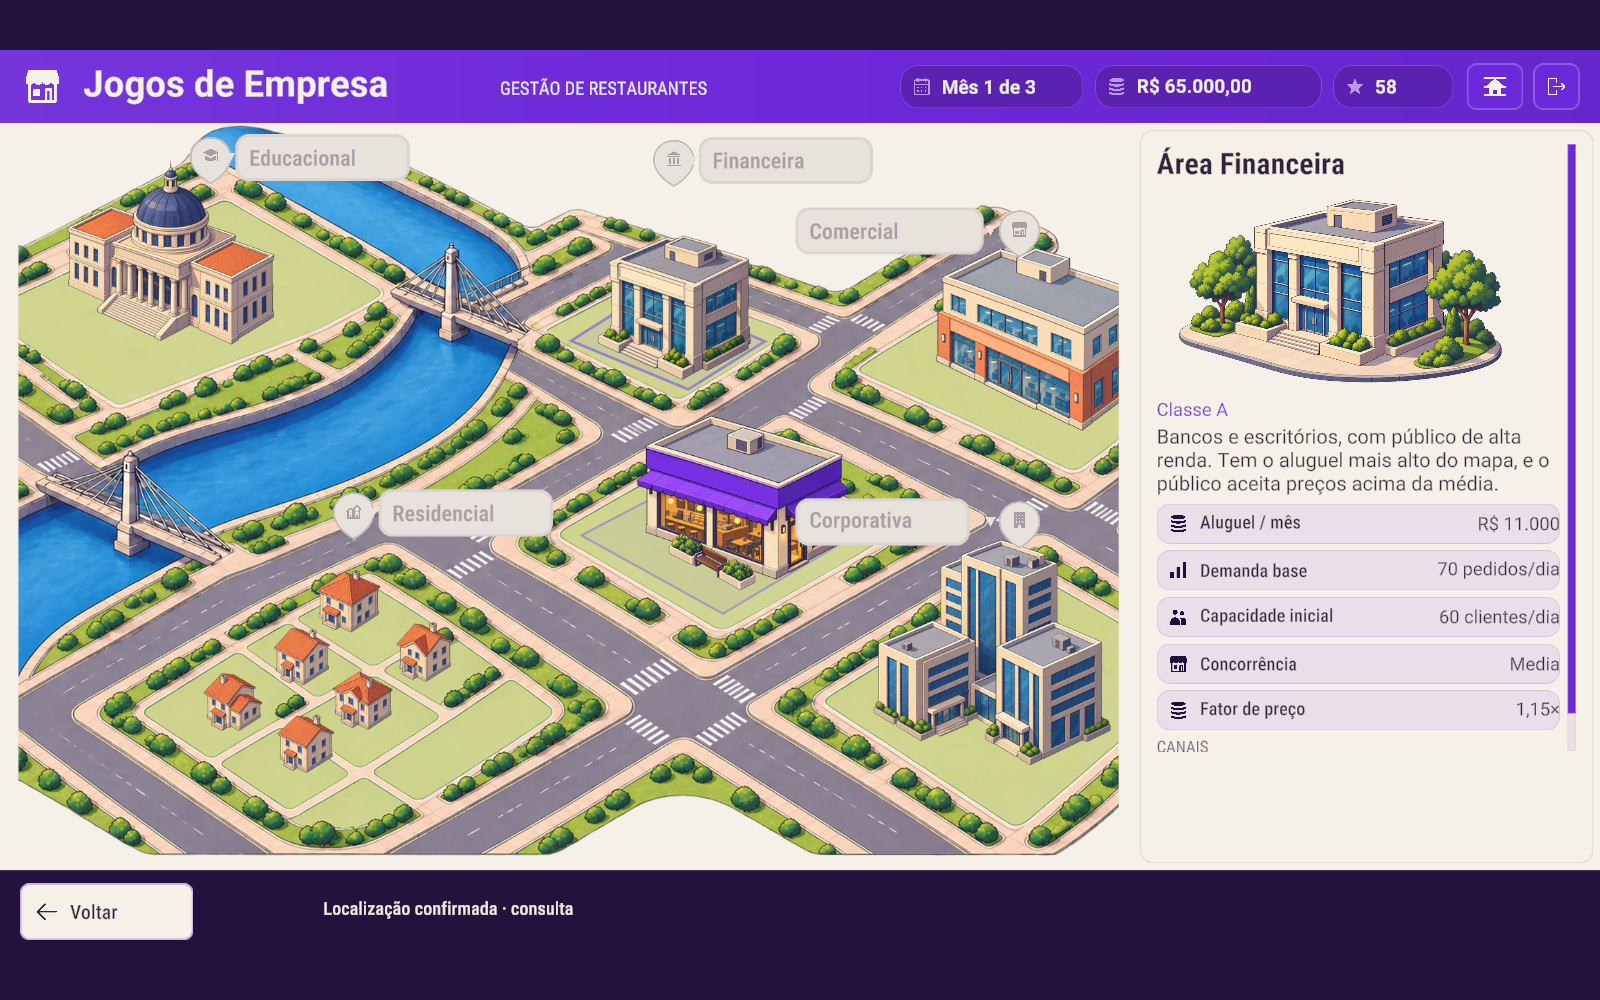 Jogos de Empresa
GESTÃO DE RESTAURANTES
Mês 1 de 3
R$ 65.000,00
58
Educacional
Financeira
Comercial
Residencial
Corporativa
Área Financeira
Classe A
Bancos e escritórios, com público de alta
renda. Tem o aluguel mais alto do mapa, e o
público aceita preços acima da média.
Aluguel / mês R$ 11.000
Demanda base 70 pedidos/dia
Capacidade inicial 60 clientes/dia
Concorrência Media
Fator de preço 1,15×
CANAIS
Voltar
Localização confirmada · consulta